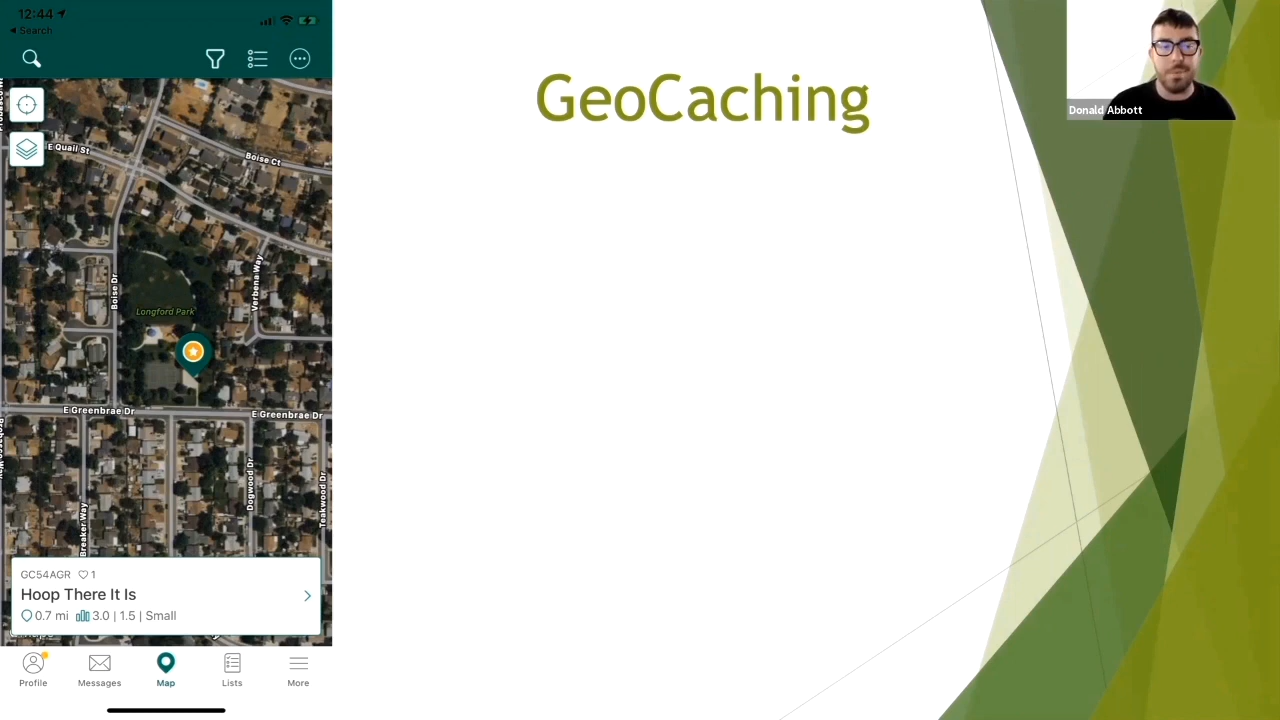 12:44
Search
GeoCaching
Donald Abbott
E Quail St
Boise Ct
Boise Dr
Verbena Way
Longford Park
E Greenbrae Dr
E Greenbrae Dr
Breaker Way
Dogwood Dr
Teakwood Dr
GC54AGR 1
Hoop There It Is
0.7 mi 3.0 | 1.5 | Small
Profile Messages Map Lists More